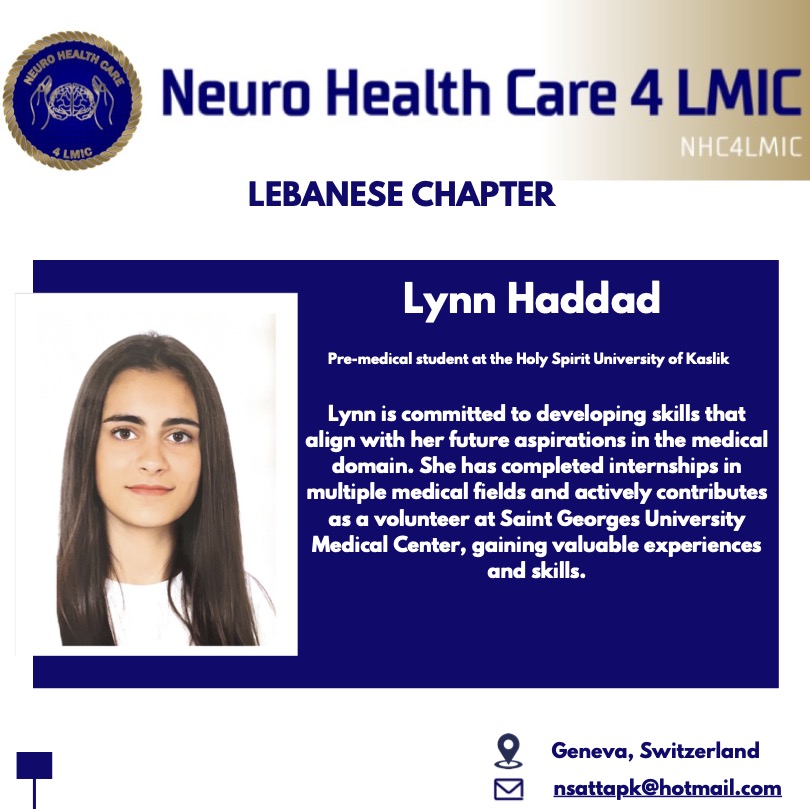 NEURO HEALTH CARE
4 LMIC
Neuro Health Care 4 LMIC
NHC4LMIC
LEBANESE CHAPTER
Lynn Haddad
Pre-medical student at the Holy Spirit University of Kaslik
Lynn is committed to developing skills that
align with her future aspirations in the medical
domain. She has completed internships in
multiple medical fields and actively contributes
as a volunteer at Saint Georges University
Medical Center, gaining valuable experiences
and skills.
Geneva, Switzerland
nsattapk@hotmail.com